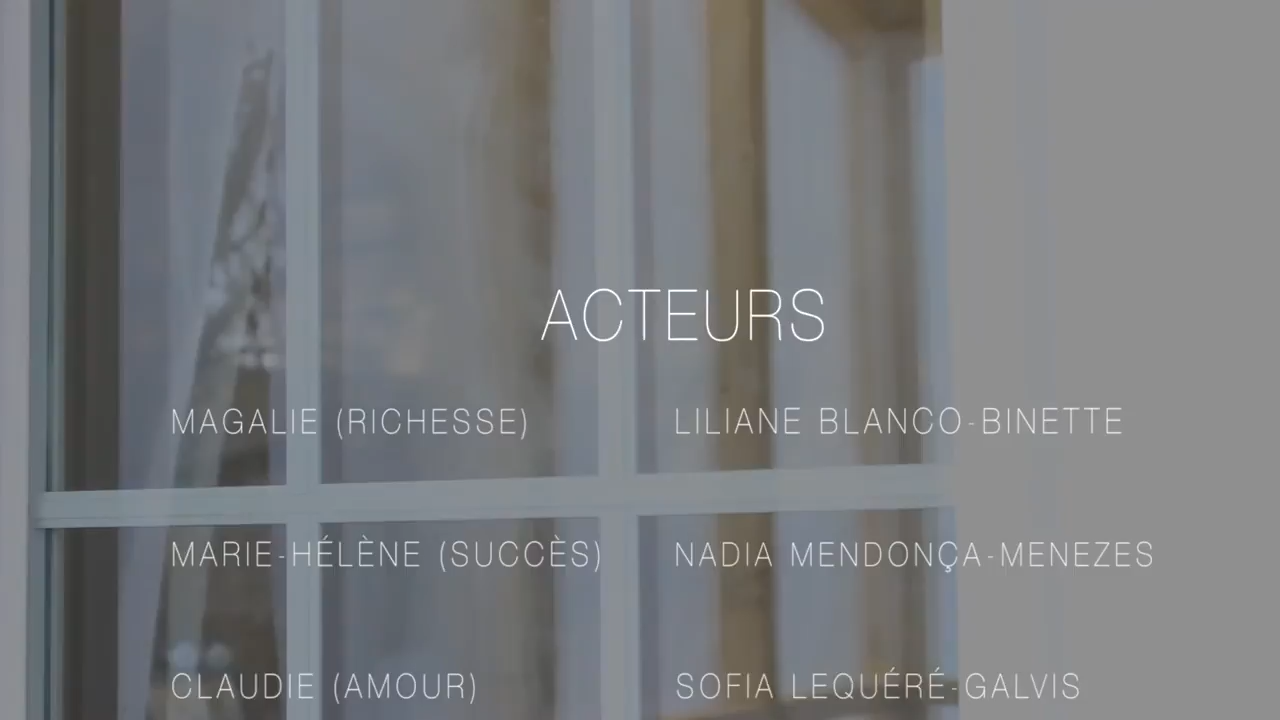 ACTEURS
MAGALIE (RICHESSE) LILIANE BLANCO-BINETTE
MARIE-HÉLÈNE (SUCCÈS) NADIA MENDONÇA-MENEZES
CLAUDIE (AMOUR) SOFIA LEQUÉRÉ-GALVIS